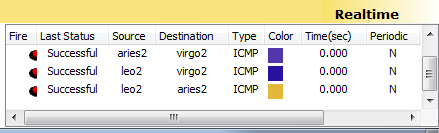 Realtime
Fire Last Status Source Destination Type Color Time(sec) Periodic
Successful aries2 virgo2 ICMP 0.000 N
Successful leo2 virgo2 ICMP 0.000 N
Successful leo2 aries2 ICMP 0.000 N